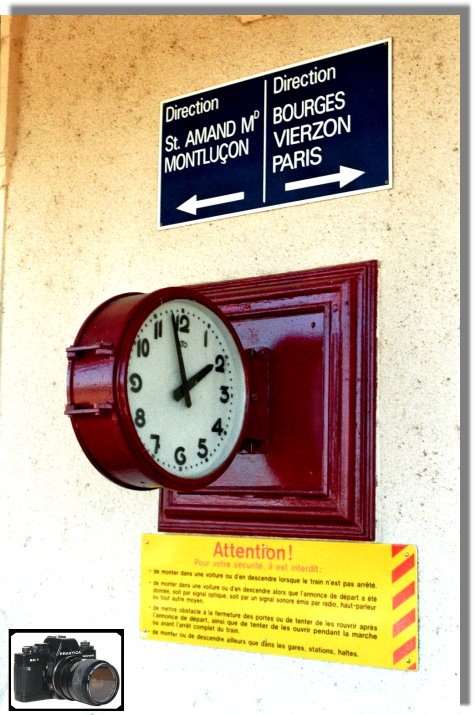 Direction
St. AMAND Mᴰ
MONTLUÇON
Direction
BOURGES
VIERZON
PARIS
12
1
2
3
4
5
6
7
8
9
10
11
Attention!
Pour votre sécurité, il est interdit:
- de monter dans une voiture ou d'en descendre lorsque le train n'est pas arrêté.
- de monter dans une voiture ou d'en descendre alors que l'annonce de départ a été
donnée, soit par signal optique, soit par un signal sonore émis par radio, haut-parleur
ou tout autre moyen.
- de mettre obstacle à la fermeture des portes ou de tenter de les rouvrir après
l'annonce de départ, ainsi que de tenter de les ouvrir pendant la marche
ou avant l'arrêt complet du train.
- de monter ou de descendre ailleurs que dans les gares, stations, haltes.
PRAKTICA